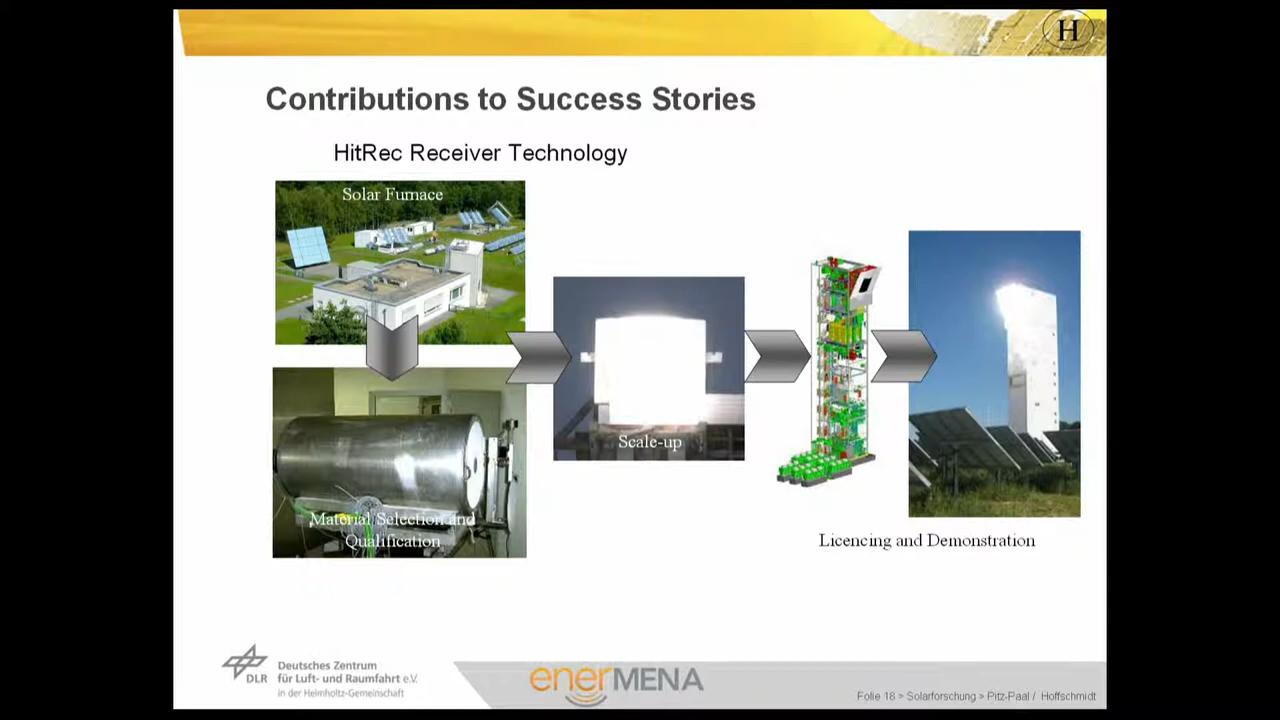 H
Contributions to Success Stories
HitRec Receiver Technology
Solar Furnace
Scale-up
Material Selection and
Qualification
Licencing and Demonstration
DLR
Deutsches Zentrum
für Luft- und Raumfahrt e.V.
in der Helmholtz-Gemeinschaft
enerMENA
Folie 18 > Solarforschung > Pitz-Paal / Hoffschmidt